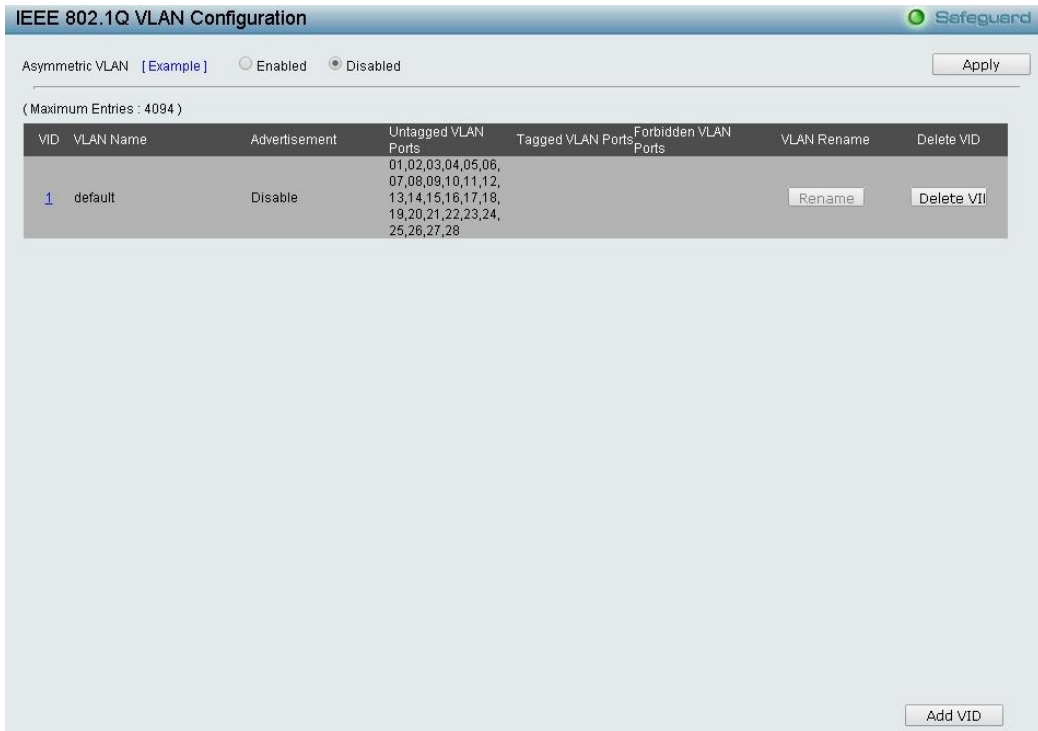 IEEE 802.1Q VLAN Configuration
Safeguard
Asymmetric VLAN [ Example ] Enabled Disabled
Apply
( Maximum Entries : 4094 )
VID VLAN Name Advertisement Untagged VLAN Ports Tagged VLAN Ports Forbidden VLAN Ports VLAN Rename Delete VID
1 default Disable
01,02,03,04,05,06,
07,08,09,10,11,12,
13,14,15,16,17,18,
19,20,21,22,23,24,
25,26,27,28
Rename
Delete VII
Add VID